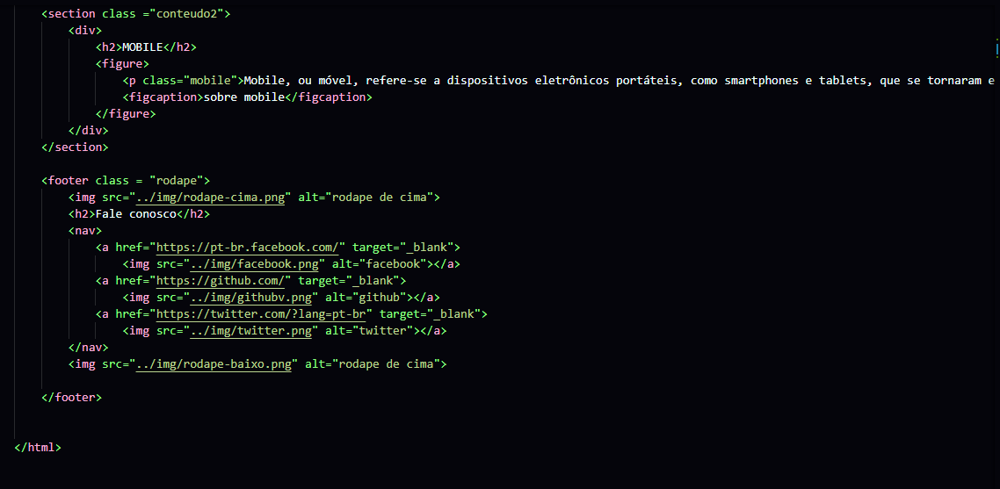 <section class ="conteudo2">
<div>
<h2>MOBILE</h2>
<figure>
<p class="mobile">Mobile, ou móvel, refere-se a dispositivos eletrônicos portáteis, como smartphones e tablets, que se tornaram e
<figcaption>sobre mobile</figcaption>
</figure>
</div>
</section>
<footer class = "rodape">
<img src="../img/rodape-cima.png" alt="rodape de cima">
<h2>Fale conosco</h2>
<nav>
<a href="https://pt-br.facebook.com/" target="_blank">
<img src="../img/facebook.png" alt="facebook"></a>
<a href="https://github.com/" target="_blank">
<img src="../img/githubv.png" alt="github"></a>
<a href="https://twitter.com/?lang=pt-br" target="_blank">
<img src="../img/twitter.png" alt="twitter"></a>
</nav>
<img src="../img/rodape-baixo.png" alt="rodape de cima">
</footer>
</html>